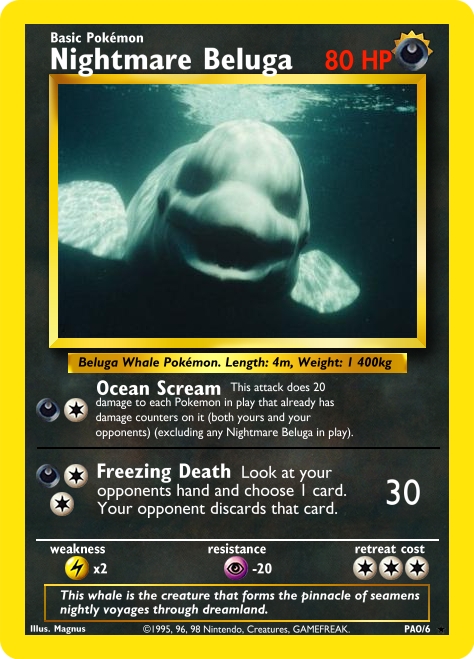 Basic Pokémon
Nightmare Beluga 80 HP
Beluga Whale Pokémon. Length: 4m, Weight: 1 400kg
Ocean Scream This attack does 20
damage to each Pokemon in play that already has
damage counters on it (both yours and your
opponents) (excluding any Nightmare Beluga in play).
Freezing Death Look at your
opponents hand and choose 1 card.
Your opponent discards that card.
30
weakness resistance retreat cost
x2 -20
This whale is the creature that forms the pinnacle of seamens
nightly voyages through dreamland.
Illus. Magnus ©1995, 96, 98 Nintendo, Creatures, GAMEFREAK. PAO/6 ★